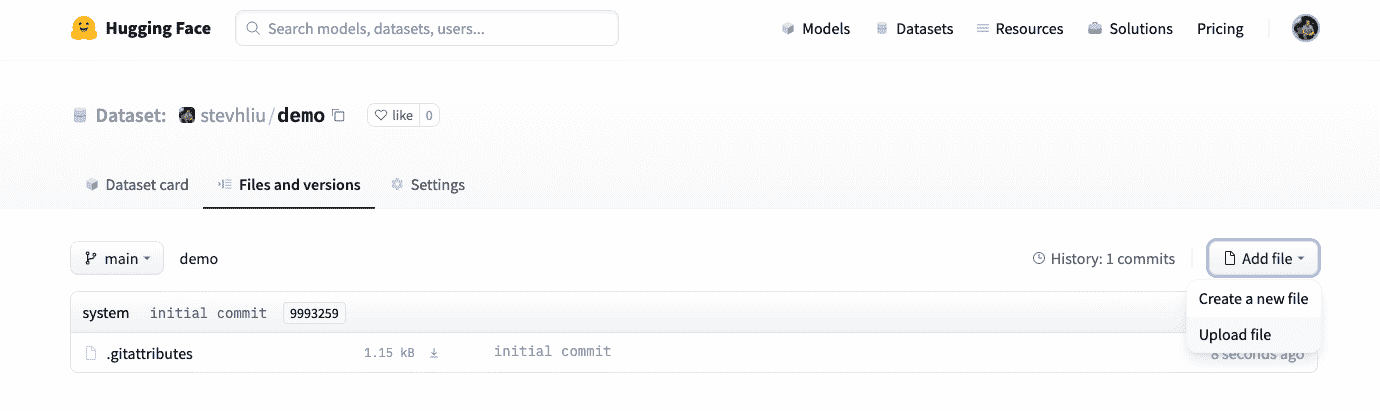 Hugging Face Search models, datasets, users... Models Datasets Resources Solutions Pricing
Dataset: stevhliu/demo like 0
Dataset card Files and versions Settings
main demo History: 1 commits Add file
Create a new file
system initial commit 9993259
Upload file
.gitattributes 1.15 kB initial commit 8 seconds ago